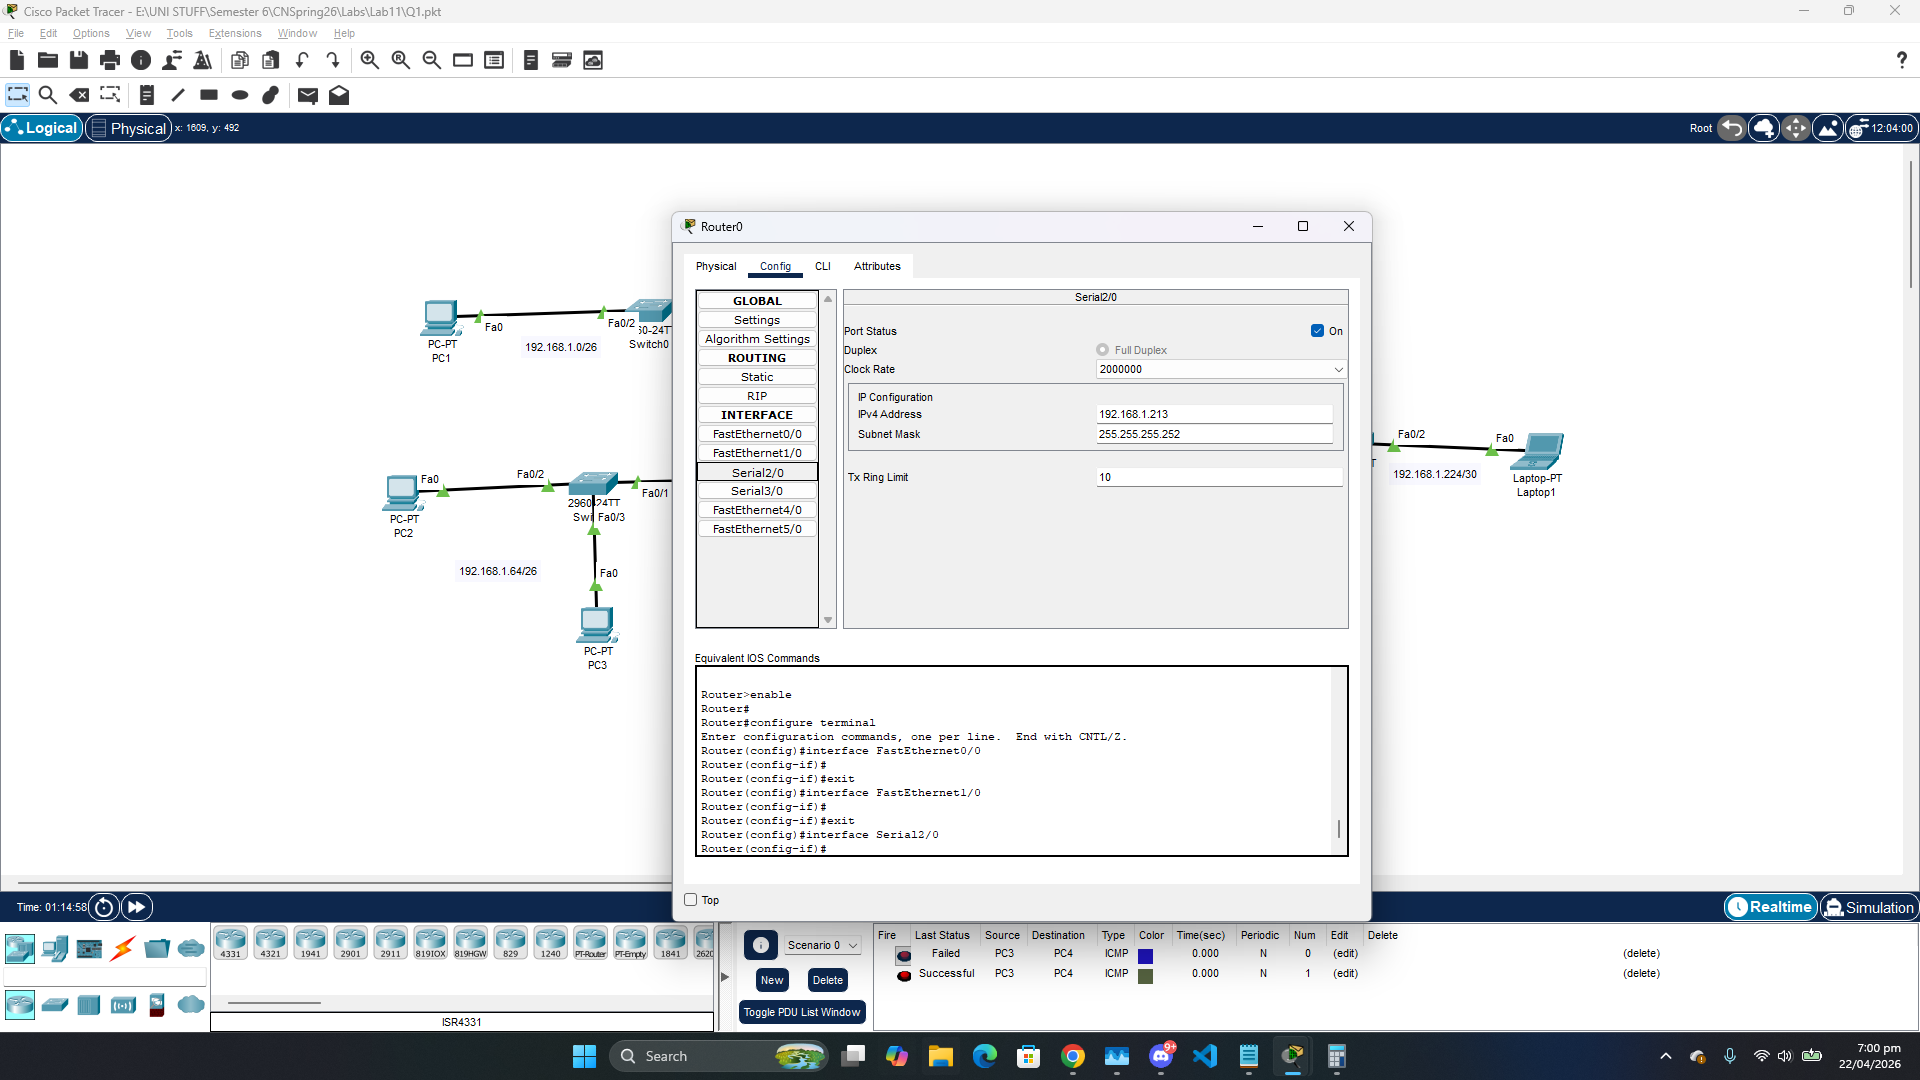 Cisco Packet Tracer - E:\UNI STUFF\Semester 6\CNSpring26\Labs\Lab11\Q1.pkt
File Edit Options View Tools Extensions Window Help
Logical Physical x: 1609, y: 492 Root 12:04:00
Fa0 Fa0/2 60-24TT
PC-PT
PC1
192.168.1.0/26
Switch0
Fa0 Fa0/2 Fa0/1
2960-24TT
Swi Fa0/3
PC-PT
PC2
192.168.1.64/26
Fa0
PC-PT
PC3
Router0
Physical Config CLI Attributes
GLOBAL
Settings
Algorithm Settings
ROUTING
Static
RIP
INTERFACE
FastEthernet0/0
FastEthernet1/0
Serial2/0
Serial3/0
FastEthernet4/0
FastEthernet5/0
Serial2/0
Port Status On
Duplex Full Duplex
Clock Rate 2000000
IP Configuration
IPv4 Address 192.168.1.213
Subnet Mask 255.255.255.252
Tx Ring Limit 10
Equivalent IOS Commands
Router>enable
Router#
Router#configure terminal
Enter configuration commands, one per line. End with CNTL/Z.
Router(config)#interface FastEthernet0/0
Router(config-if)#
Router(config-if)#exit
Router(config)#interface FastEthernet1/0
Router(config-if)#
Router(config-if)#exit
Router(config)#interface Serial2/0
Router(config-if)#
Top
Fa0/2 Fa0
T 192.168.1.224/30
Laptop-PT
Laptop1
Time: 01:14:58 Realtime Simulation
4331 4321 1941 2901 2911 819IOX 819HGW 829 1240 PT-Router PT-Empty 1841 2620
ISR4331
Scenario 0
New Delete
Toggle PDU List Window
Fire Last Status Source Destination Type Color Time(sec) Periodic Num Edit Delete
Failed PC3 PC4 ICMP 0.000 N 0 (edit) (delete)
Successful PC3 PC4 ICMP 0.000 N 1 (edit) (delete)
Search
9+
7:00 pm
22/04/2026